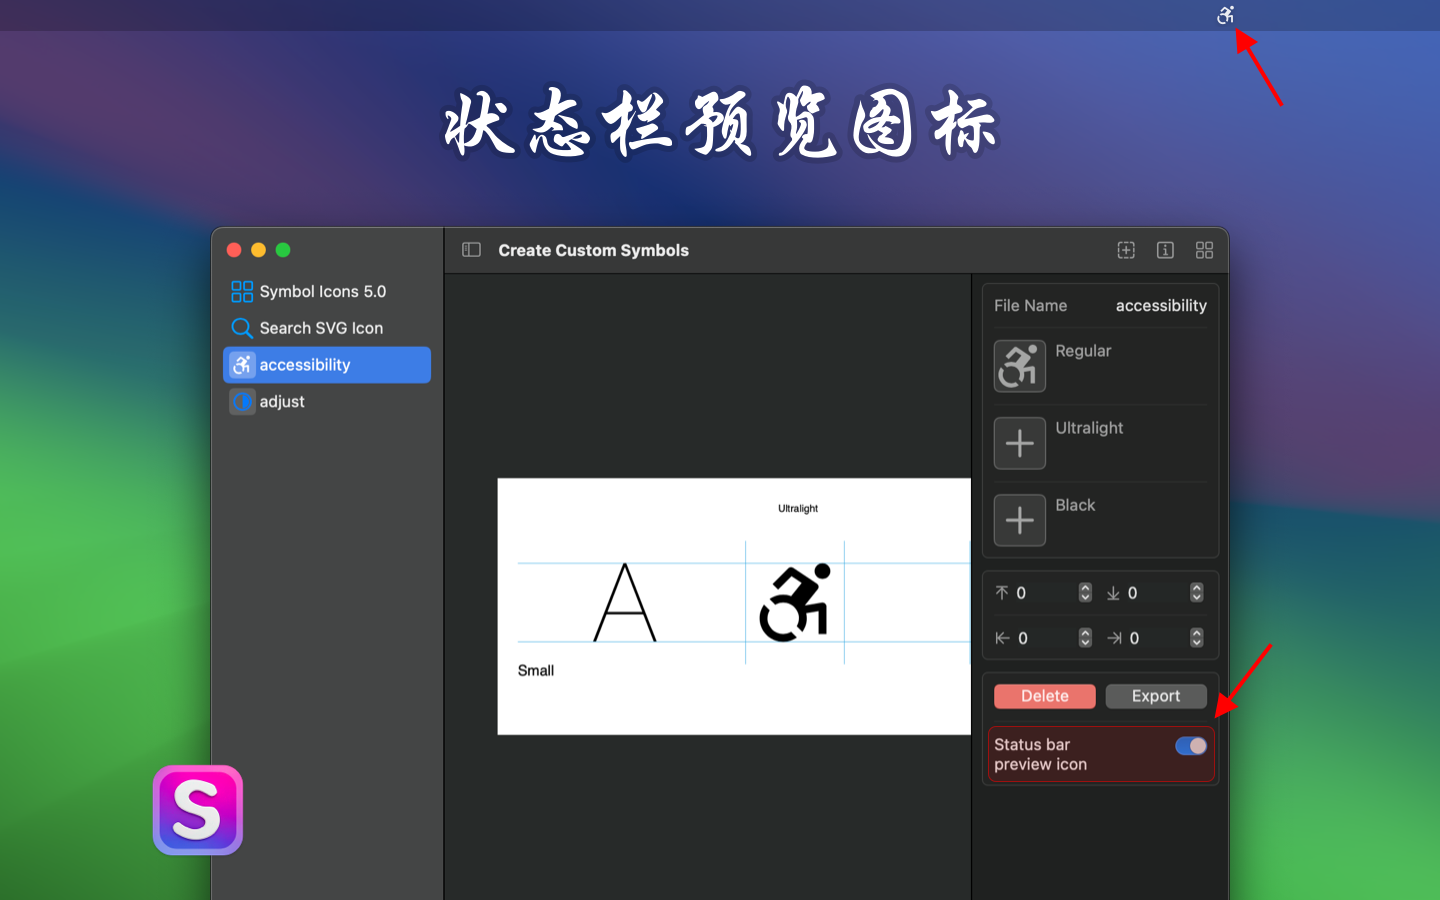 状态栏预览图标
Create Custom Symbols
Symbol Icons 5.0
Search SVG Icon
accessibility
adjust
Ultralight
A
Small
File Name accessibility
Regular
Ultralight
Black
0 0
0 0
Delete Export
Status bar
preview icon
S